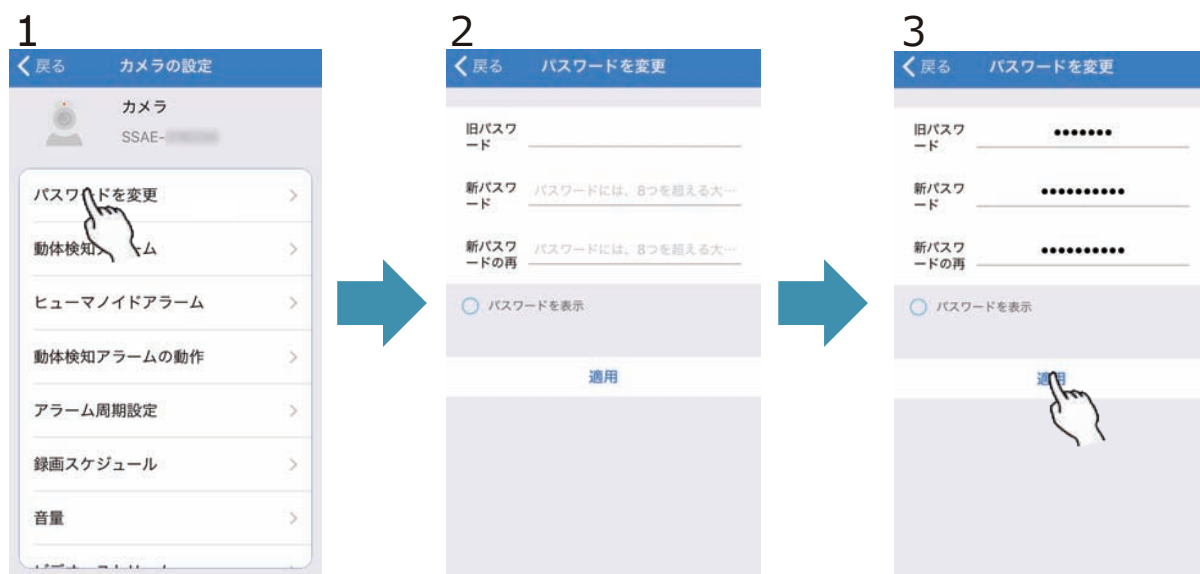 1
戻る カメラの設定
カメラ
SSAE-
パスワードを変更
動体検知アラーム
ヒューマノイドアラーム
動体検知アラームの動作
アラーム周期設定
録画スケジュール
音量
2
戻る パスワードを変更
旧パスワ
ード
新パスワ パスワードには、8つを超える大…
ード
新パスワ パスワードには、8つを超える大…
ードの再
パスワードを表示
適用
3
戻る パスワードを変更
旧パスワ •••••••
ード
新パスワ ••••••••••
ード
新パスワ ••••••••••
ードの再
パスワードを表示
適用